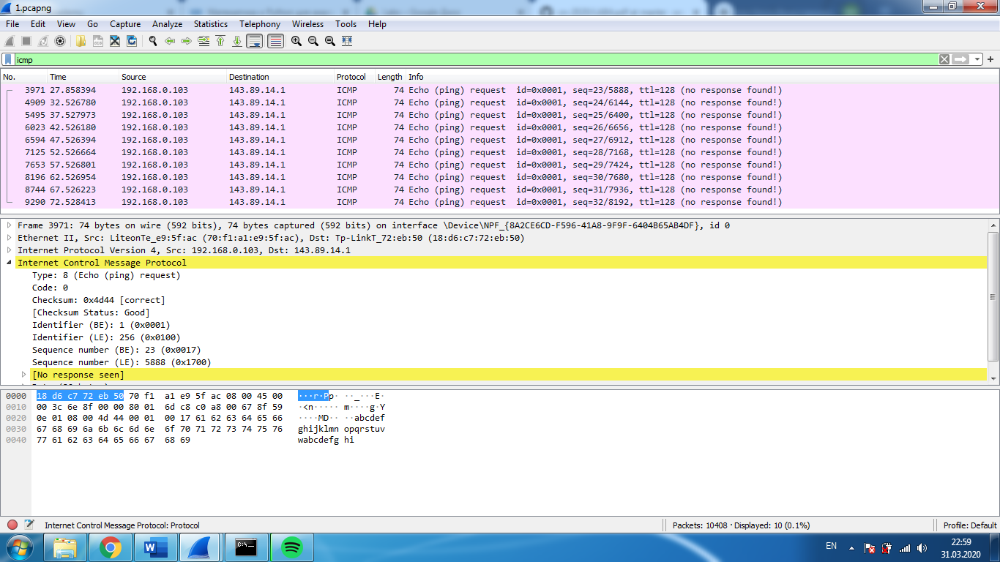 1.pcapng
File Edit View Go Capture Analyze Statistics Telephony Wireless Tools Help
icmp
No. Time Source Destination Protocol Length Info
3971 27.858394 192.168.0.103 143.89.14.1 ICMP 74 Echo (ping) request id=0x0001, seq=23/5888, ttl=128 (no response found!)
4909 32.526780 192.168.0.103 143.89.14.1 ICMP 74 Echo (ping) request id=0x0001, seq=24/6144, ttl=128 (no response found!)
5495 37.527973 192.168.0.103 143.89.14.1 ICMP 74 Echo (ping) request id=0x0001, seq=25/6400, ttl=128 (no response found!)
6023 42.526180 192.168.0.103 143.89.14.1 ICMP 74 Echo (ping) request id=0x0001, seq=26/6656, ttl=128 (no response found!)
6594 47.526394 192.168.0.103 143.89.14.1 ICMP 74 Echo (ping) request id=0x0001, seq=27/6912, ttl=128 (no response found!)
7125 52.526664 192.168.0.103 143.89.14.1 ICMP 74 Echo (ping) request id=0x0001, seq=28/7168, ttl=128 (no response found!)
7653 57.526801 192.168.0.103 143.89.14.1 ICMP 74 Echo (ping) request id=0x0001, seq=29/7424, ttl=128 (no response found!)
8196 62.526954 192.168.0.103 143.89.14.1 ICMP 74 Echo (ping) request id=0x0001, seq=30/7680, ttl=128 (no response found!)
8744 67.526223 192.168.0.103 143.89.14.1 ICMP 74 Echo (ping) request id=0x0001, seq=31/7936, ttl=128 (no response found!)
9290 72.528413 192.168.0.103 143.89.14.1 ICMP 74 Echo (ping) request id=0x0001, seq=32/8192, ttl=128 (no response found!)
Frame 3971: 74 bytes on wire (592 bits), 74 bytes captured (592 bits) on interface \Device\NPF_{8A2CE6CD-F596-41A8-9F9F-6404B65AB4DF}, id 0
Ethernet II, Src: LiteonTe_e9:5f:ac (70:f1:a1:e9:5f:ac), Dst: Tp-LinkT_72:eb:50 (18:d6:c7:72:eb:50)
Internet Protocol Version 4, Src: 192.168.0.103, Dst: 143.89.14.1
Internet Control Message Protocol
Type: 8 (Echo (ping) request)
Code: 0
Checksum: 0x4d44 [correct]
[Checksum Status: Good]
Identifier (BE): 1 (0x0001)
Identifier (LE): 256 (0x0100)
Sequence number (BE): 23 (0x0017)
Sequence number (LE): 5888 (0x1700)
[No response seen]
0000 18 d6 c7 72 eb 50 70 f1 a1 e9 5f ac 08 00 45 00 ···r·Pp· ··_···E·
0010 00 3c 6e 8f 00 00 80 01 6d c8 c0 a8 00 67 8f 59 ·<n····· m····g·Y
0020 0e 01 08 00 4d 44 00 01 00 17 61 62 63 64 65 66 ····MD·· ··abcdef
0030 67 68 69 6a 6b 6c 6d 6e 6f 70 71 72 73 74 75 76 ghijklmn opqrstuv
0040 77 61 62 63 64 65 66 67 68 69 wabcdefg hi
Internet Control Message Protocol: Protocol Packets: 10408 · Displayed: 10 (0.1%) Profile: Default
EN 22:59
31.03.2020